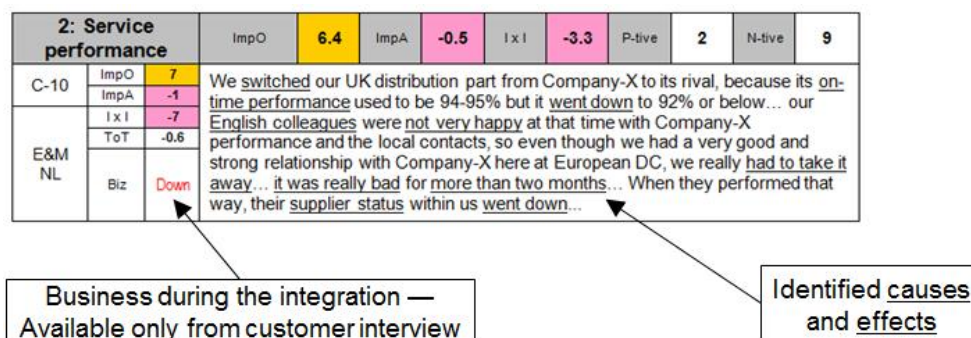 2: Service performance ImpO 6.4 ImpA -0.5 I x I -3.3 P-tive 2 N-tive 9
C-10 ImpO 7
ImpA -1
I x I -7
E&M NL ToT -0.6
Biz Down
We switched our UK distribution part from Company-X to its rival, because its on-
time performance used to be 94-95% but it went down to 92% or below… our
English colleagues were not very happy at that time with Company-X
performance and the local contacts, so even though we had a very good and
strong relationship with Company-X here at European DC, we really had to take it
away… it was really bad for more than two months… When they performed that
way, their supplier status within us went down…
Business during the integration —
Available only from customer interview
Identified causes
and effects